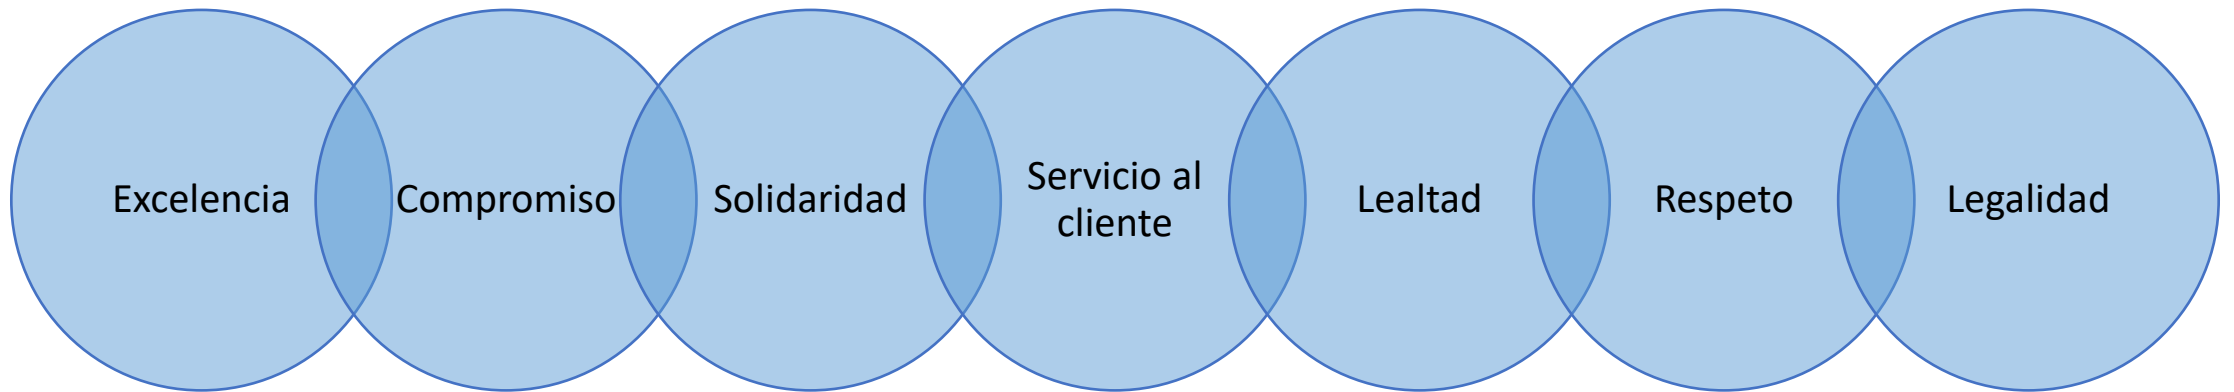 Excelencia
Compromiso
Solidaridad
Servicio al
cliente
Lealtad
Respeto
Legalidad